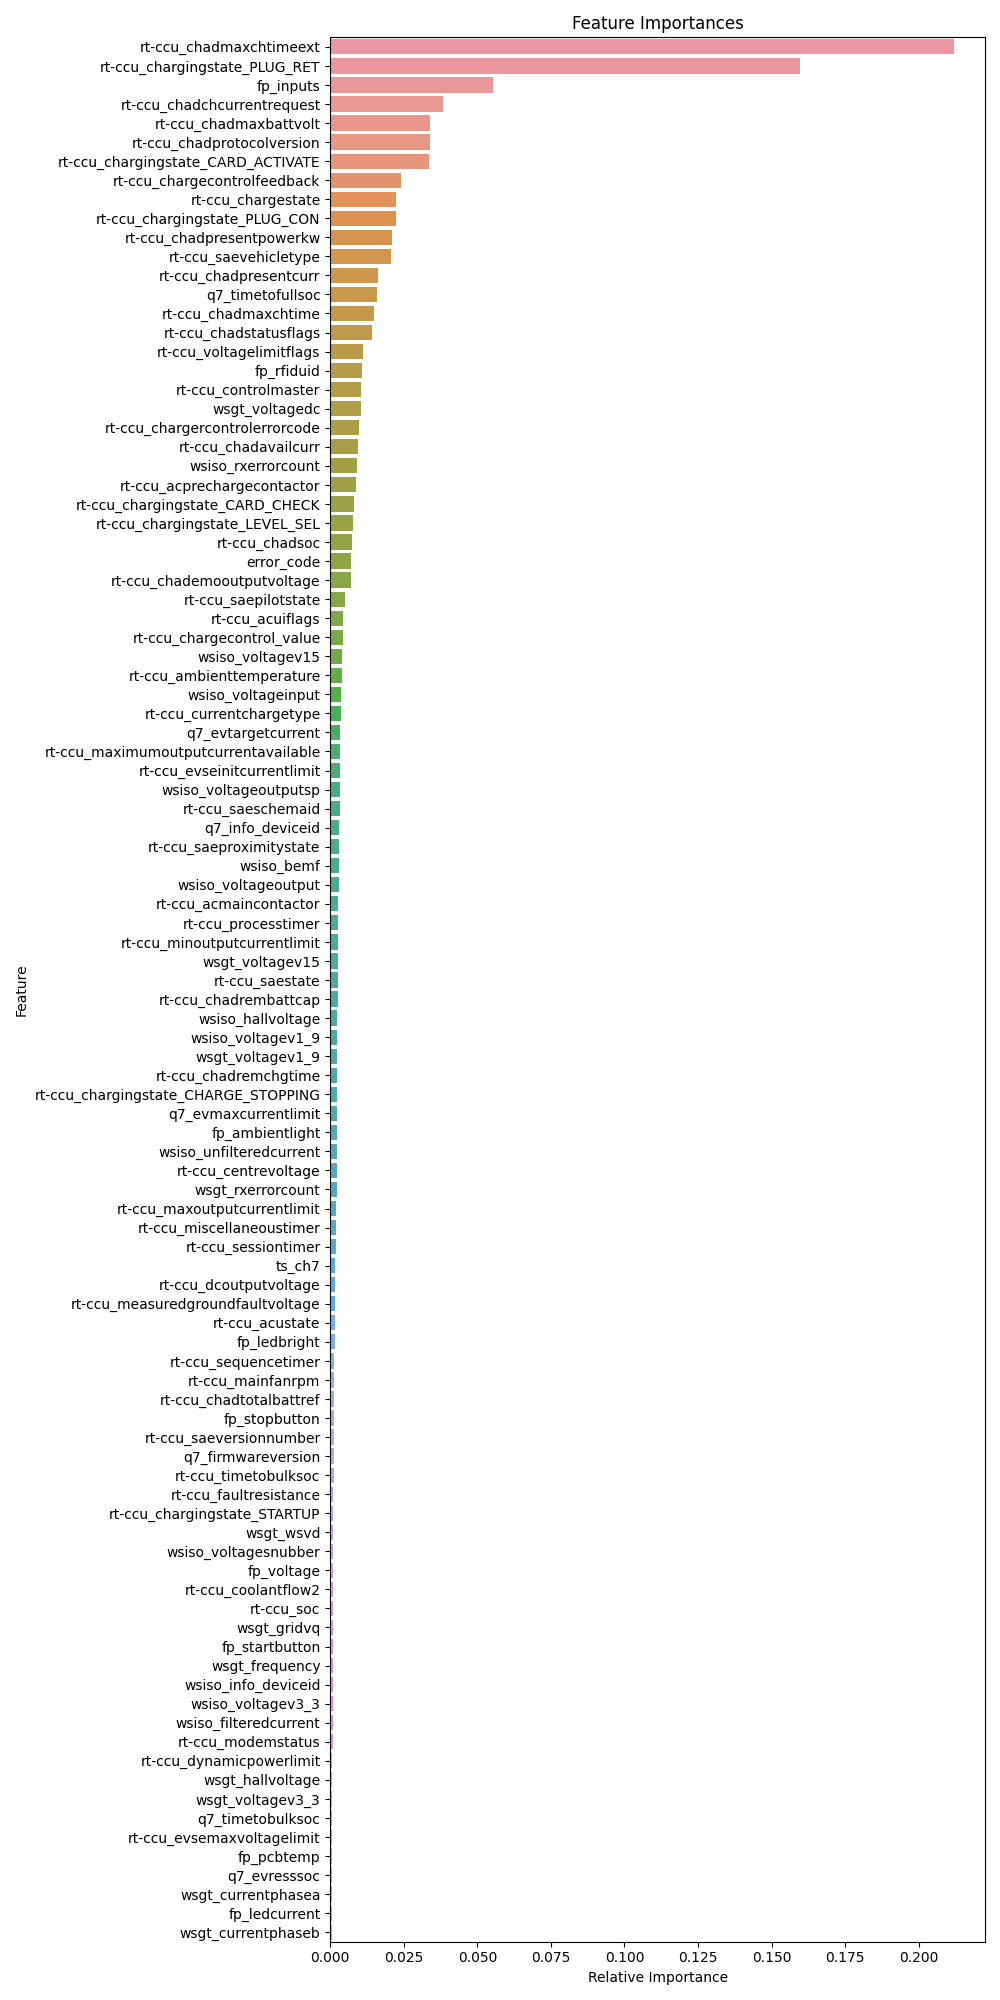 Feature Importances
rt-ccu_chadmaxchtimeext
rt-ccu_chargingstate_PLUG_RET
fp_inputs
rt-ccu_chadchcurrentrequest
rt-ccu_chadmaxbattvolt
rt-ccu_chadprotocolversion
rt-ccu_chargingstate_CARD_ACTIVATE
rt-ccu_chargecontrolfeedback
rt-ccu_chargestate
rt-ccu_chargingstate_PLUG_CON
rt-ccu_chadpresentpowerkw
rt-ccu_saevehicletype
rt-ccu_chadpresentcurr
q7_timetofullsoc
rt-ccu_chadmaxchtime
rt-ccu_chadstatusflags
rt-ccu_voltagelimitflags
fp_rfiduid
rt-ccu_controlmaster
wsgt_voltagedc
rt-ccu_chargercontrolerrorcode
rt-ccu_chadavailcurr
wsiso_rxerrorcount
rt-ccu_acprechargecontactor
rt-ccu_chargingstate_CARD_CHECK
rt-ccu_chargingstate_LEVEL_SEL
rt-ccu_chadsoc
error_code
rt-ccu_chademooutputvoltage
rt-ccu_saepilotstate
rt-ccu_acuiflags
rt-ccu_chargecontrol_value
wsiso_voltagev15
rt-ccu_ambienttemperature
wsiso_voltageinput
rt-ccu_currentchargetype
q7_evtargetcurrent
rt-ccu_maximumoutputcurrentavailable
rt-ccu_evseinitcurrentlimit
wsiso_voltageoutputsp
rt-ccu_saeschemaid
q7_info_deviceid
rt-ccu_saeproximitystate
wsiso_bemf
wsiso_voltageoutput
rt-ccu_acmaincontactor
rt-ccu_processtimer
rt-ccu_minoutputcurrentlimit
wsgt_voltagev15
rt-ccu_saestate
rt-ccu_chadrembattcap
wsiso_hallvoltage
wsiso_voltagev1_9
wsgt_voltagev1_9
rt-ccu_chadremchgtime
rt-ccu_chargingstate_CHARGE_STOPPING
q7_evmaxcurrentlimit
fp_ambientlight
wsiso_unfilteredcurrent
rt-ccu_centrevoltage
wsgt_rxerrorcount
rt-ccu_maxoutputcurrentlimit
rt-ccu_miscellaneoustimer
rt-ccu_sessiontimer
ts_ch7
rt-ccu_dcoutputvoltage
rt-ccu_measuredgroundfaultvoltage
rt-ccu_acustate
fp_ledbright
rt-ccu_sequencetimer
rt-ccu_mainfanrpm
rt-ccu_chadtotalbattref
fp_stopbutton
rt-ccu_saeversionnumber
q7_firmwareversion
rt-ccu_timetobulksoc
rt-ccu_faultresistance
rt-ccu_chargingstate_STARTUP
wsgt_wsvd
wsiso_voltagesnubber
fp_voltage
rt-ccu_coolantflow2
rt-ccu_soc
wsgt_gridvq
fp_startbutton
wsgt_frequency
wsiso_info_deviceid
wsiso_voltagev3_3
wsiso_filteredcurrent
rt-ccu_modemstatus
rt-ccu_dynamicpowerlimit
wsgt_hallvoltage
wsgt_voltagev3_3
q7_timetobulksoc
rt-ccu_evsemaxvoltagelimit
fp_pcbtemp
q7_evresssoc
wsgt_currentphasea
fp_ledcurrent
wsgt_currentphaseb
Feature
0.000 0.025 0.050 0.075 0.100 0.125 0.150 0.175 0.200
Relative Importance